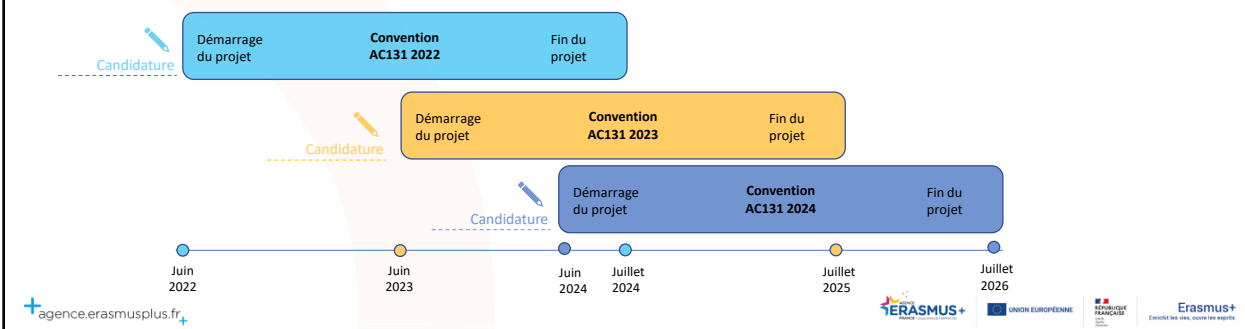 Candidature
Démarrage
du projet
Convention
AC131 2022
Fin du
projet
Candidature
Démarrage
du projet
Convention
AC131 2023
Fin du
projet
Candidature
Démarrage
du projet
Convention
AC131 2024
Fin du
projet
Juin
2022
Juin
2023
Juin
2024
Juillet
2024
Juillet
2025
Juillet
2026
agence.erasmusplus.fr
AGENCE
ERASMUS+
UNION EUROPÉENNE
RÉPUBLIQUE
FRANÇAISE
Erasmus+
Enrichit les vies, ouvre les esprits.